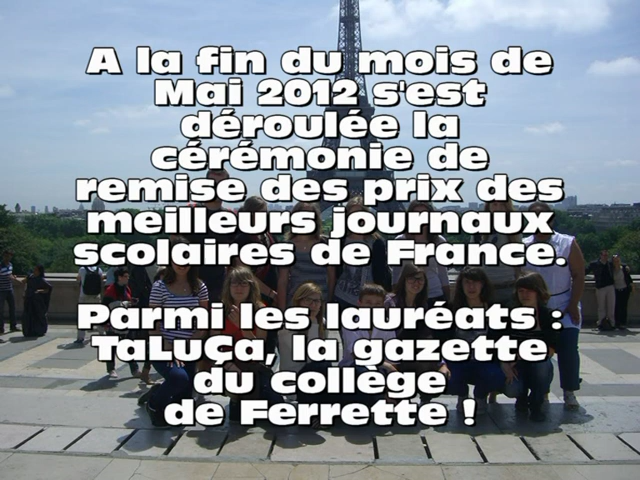 A la fin du mois de
Mai 2012 s'est
déroulée la
cérémonie de
remise des prix des
meilleurs journaux
scolaires de France.
Parmi les lauréats :
TaLuÇa, la gazette
du collège
de Ferrette !